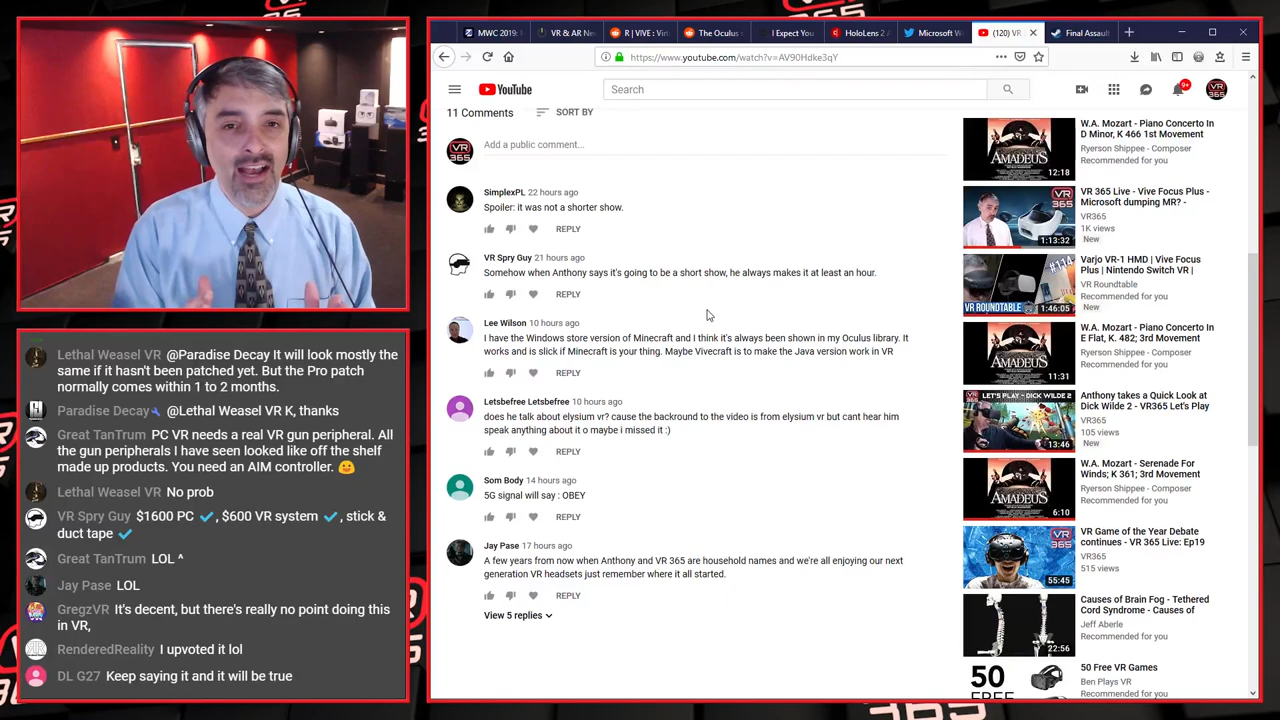 MWC 2019:
VR & AR Ne
R | VIVE : Virt
The Oculus
I Expect You
HoloLens 2
Microsoft W
(120) VR
Final Assault
https://www.youtube.com/watch?v=AV90Hdke3qY
YouTube
Search
9+
VR 365
11 Comments
SORT BY
Add a public comment...
SimplexPL 22 hours ago
Spoiler: it was not a shorter show.
REPLY
VR Spry Guy 21 hours ago
Somehow when Anthony says it's going to be a short show, he always makes it at least an hour.
REPLY
Lee Wilson 10 hours ago
I have the Windows store version of Minecraft and I think it's always been shown in my Oculus library. It
works and is slick if Minecraft is your thing. Maybe Vivecraft is to make the Java version work in VR
REPLY
Letsbefree Letsbefree 10 hours ago
does he talk about elysium vr? cause the backround to the video is from elysium vr but cant hear him
speak anything about it o maybe i missed it :)
REPLY
Som Body 14 hours ago
5G signal will say : OBEY
REPLY
Jay Pase 17 hours ago
A few years from now when Anthony and VR 365 are household names and we're all enjoying our next
generation VR headsets just remember where it all started.
REPLY
View 5 replies
AMADEUS
12:18
W.A. Mozart - Piano Concerto In
D Minor, K 466 1st Movement
Ryerson Shippee - Composer
Recommended for you
1:13:32
VR 365 Live - Vive Focus Plus -
Microsoft dumping MR? -
VR365
1K views
New
#114
VR ROUNDTABLE
1:46:05
Varjo VR-1 HMD | Vive Focus
Plus | Nintendo Switch VR |
VR Roundtable
Recommended for you
New
AMADEUS
11:31
W.A. Mozart - Piano Concerto In
E Flat, K. 482; 3rd Movement
Ryerson Shippee - Composer
Recommended for you
LET'S PLAY - DICK WILDE 2
13:46
Anthony takes a Quick Look at
Dick Wilde 2 - VR365 Let's Play
VR365
105 views
New
AMADEUS
6:10
W.A. Mozart - Serenade For
Winds; K 361; 3rd Movement
Ryerson Shippee - Composer
Recommended for you
55:45
VR Game of the Year Debate
continues - VR 365 Live: Ep19
VR365
515 views
22:56
Causes of Brain Fog - Tethered
Cord Syndrome - Causes of
Jeff Aberle
Recommended for you
50
FREE
50 Free VR Games
Ben Plays VR
Recommended for you
Lethal Weasel VR @Paradise Decay It will look mostly the
same if it hasn't been patched yet. But the Pro patch
normally comes within 1 to 2 months.
Paradise Decay @Lethal Weasel VR K, thanks
Great TanTrum PC VR needs a real VR gun peripheral. All
the gun peripherals I have seen looked like off the shelf
made up products. You need an AIM controller.
Lethal Weasel VR No prob
VR Spry Guy $1600 PC ✔, $600 VR system ✔, stick &
duct tape ✔
Great TanTrum LOL ^
Jay Pase LOL
GregzVR It's decent, but there's really no point doing this
in VR,
RenderedReality I upvoted it lol
DL G27 Keep saying it and it will be true